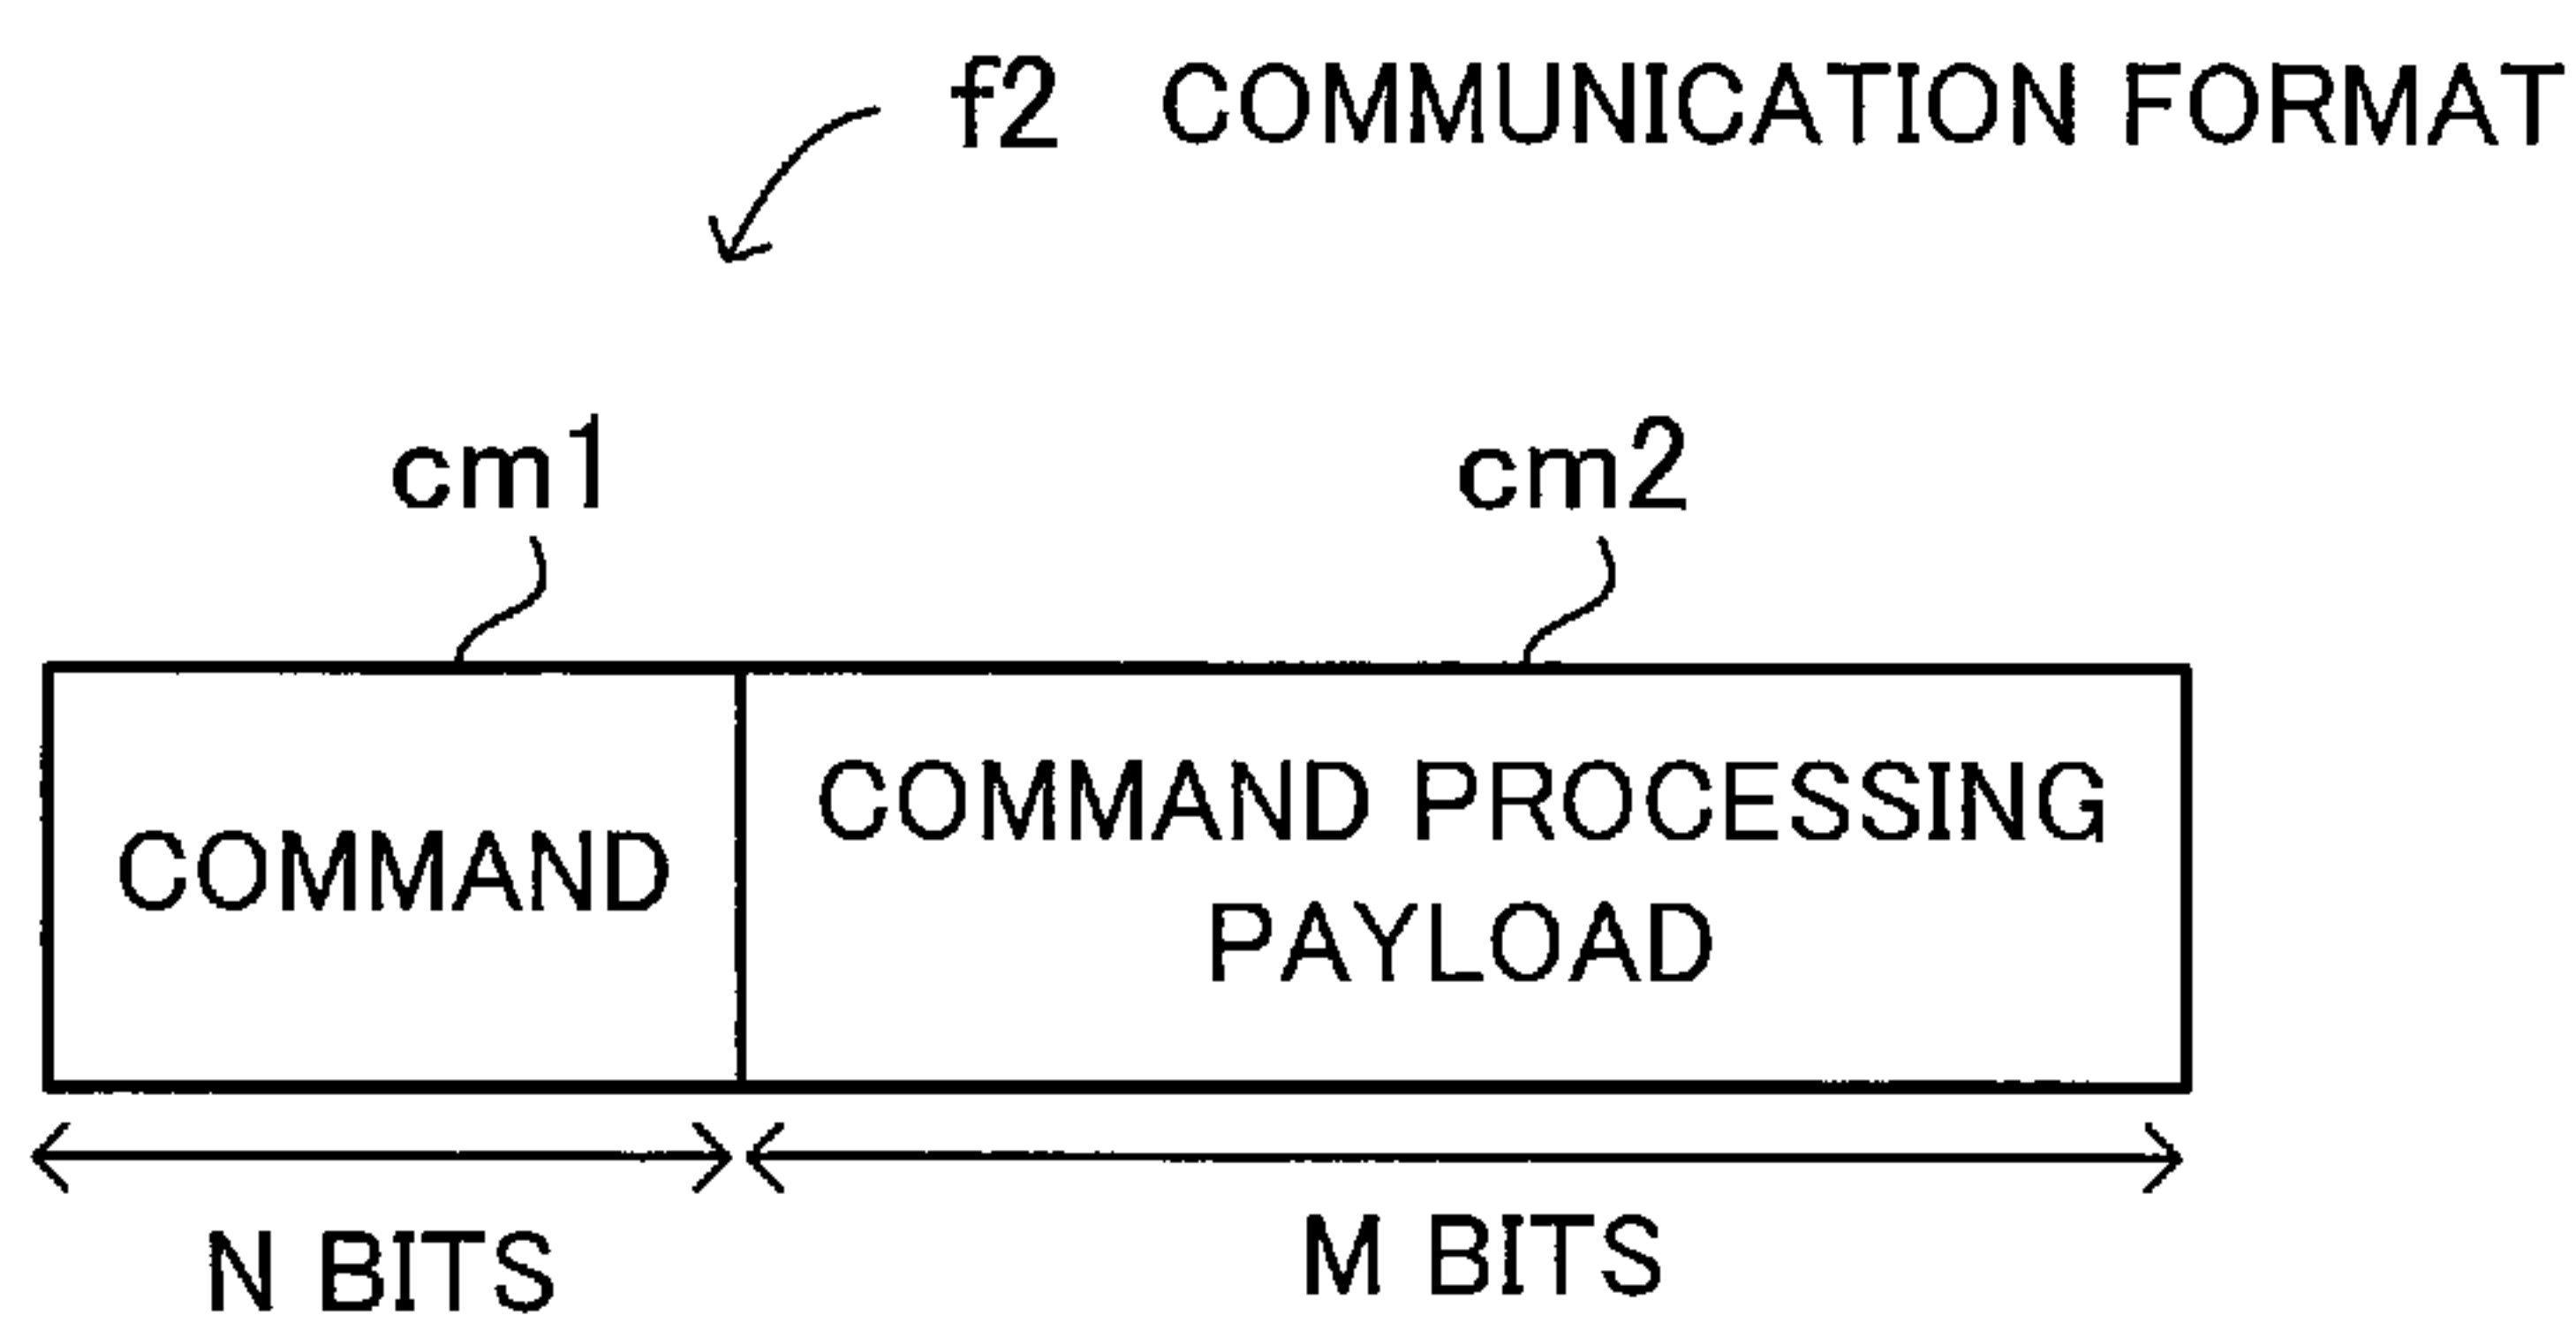 f2 COMMUNICATION FORMAT
cm1
cm2
COMMAND
COMMAND PROCESSING
PAYLOAD
N BITS
M BITS